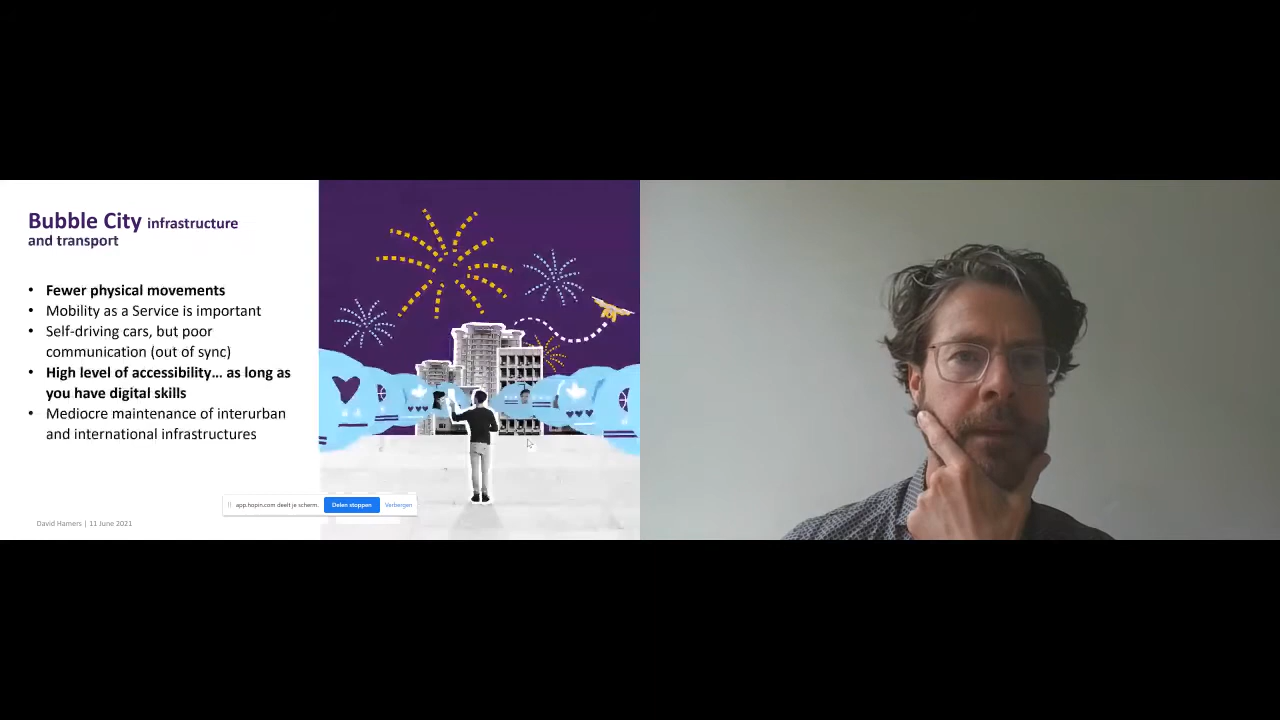 Bubble City infrastructure
and transport
• Fewer physical movements
• Mobility as a Service is important
• Self-driving cars, but poor
communication (out of sync)
• High level of accessibility... as long as
you have digital skills
• Mediocre maintenance of interurban
and international infrastructures
app.hopin.com deelt je scherm.
Delen stoppen
Verbergen
David Hamers | 11 June 2021